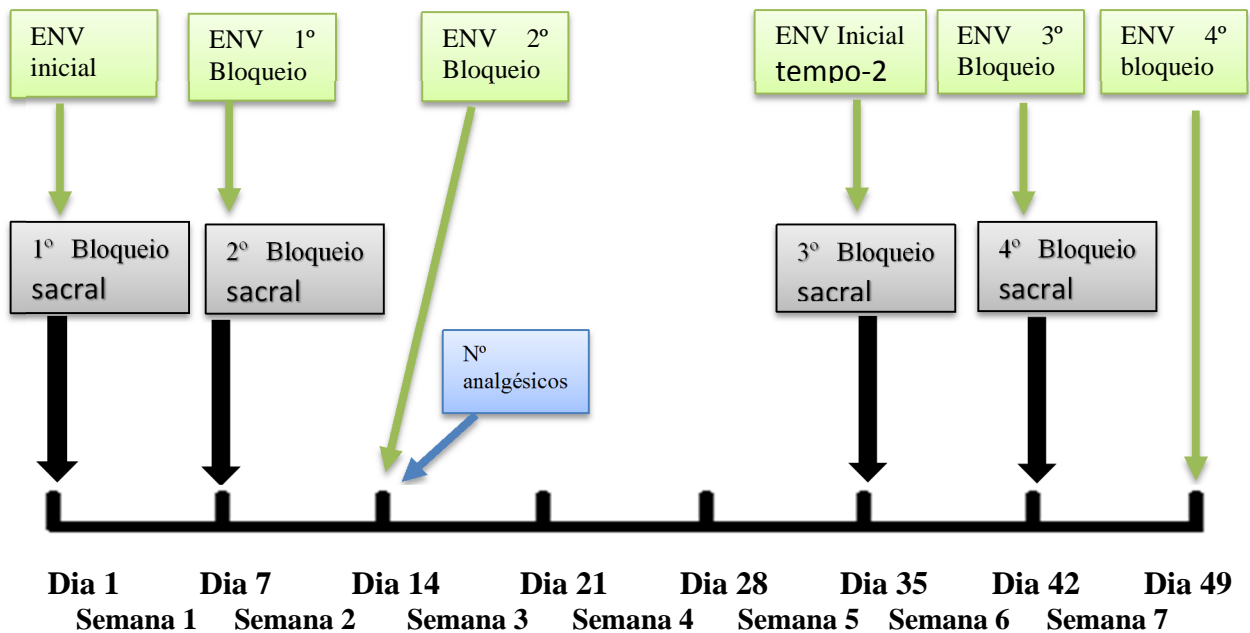 ENV
inicial
ENV 1º
Bloqueio
ENV 2º
Bloqueio
ENV Inicial
tempo-2
ENV 3º
Bloqueio
ENV 4º
bloqueio
1º Bloqueio
sacral
2º Bloqueio
sacral
3º Bloqueio
sacral
4º Bloqueio
sacral
Nº
analgésicos
Dia 1 Dia 7 Dia 14 Dia 21 Dia 28 Dia 35 Dia 42 Dia 49
Semana 1 Semana 2 Semana 3 Semana 4 Semana 5 Semana 6 Semana 7